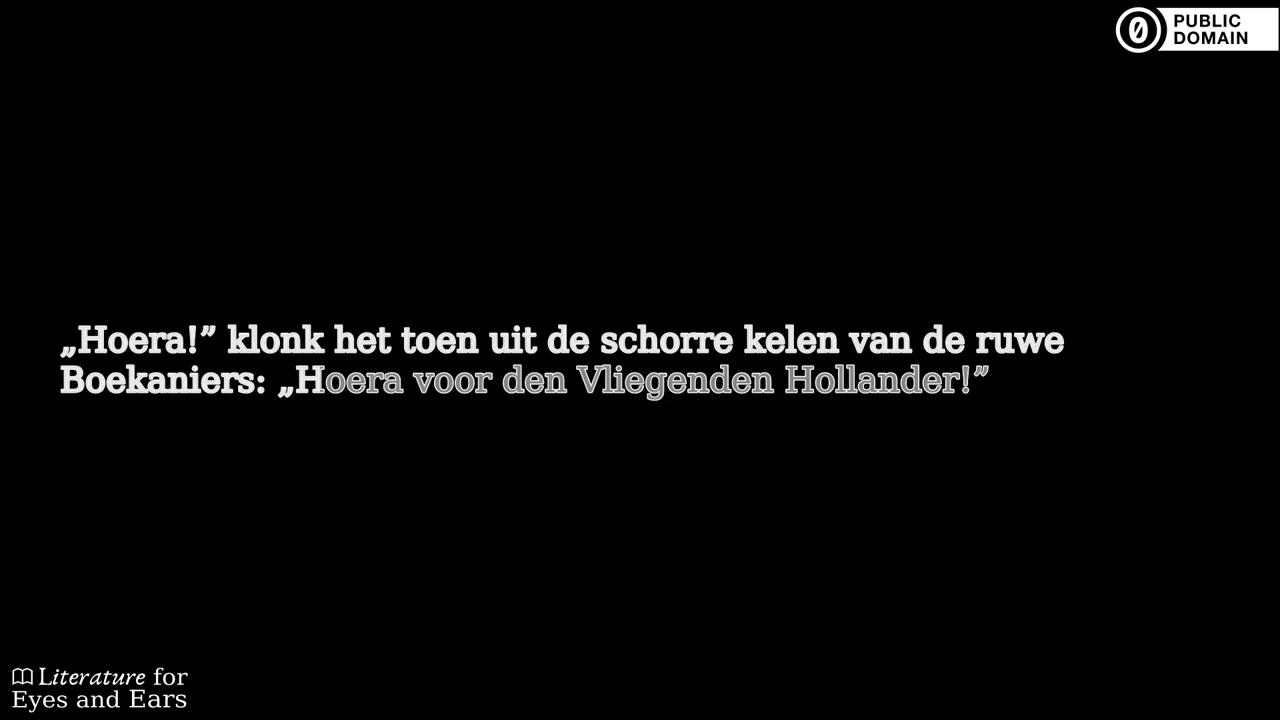 PUBLIC
DOMAIN
„Hoera!” klonk het toen uit de schorre kelen van de ruwe
Boekaniers: „Hoera voor den Vliegenden Hollander!”
Literature for
Eyes and Ears